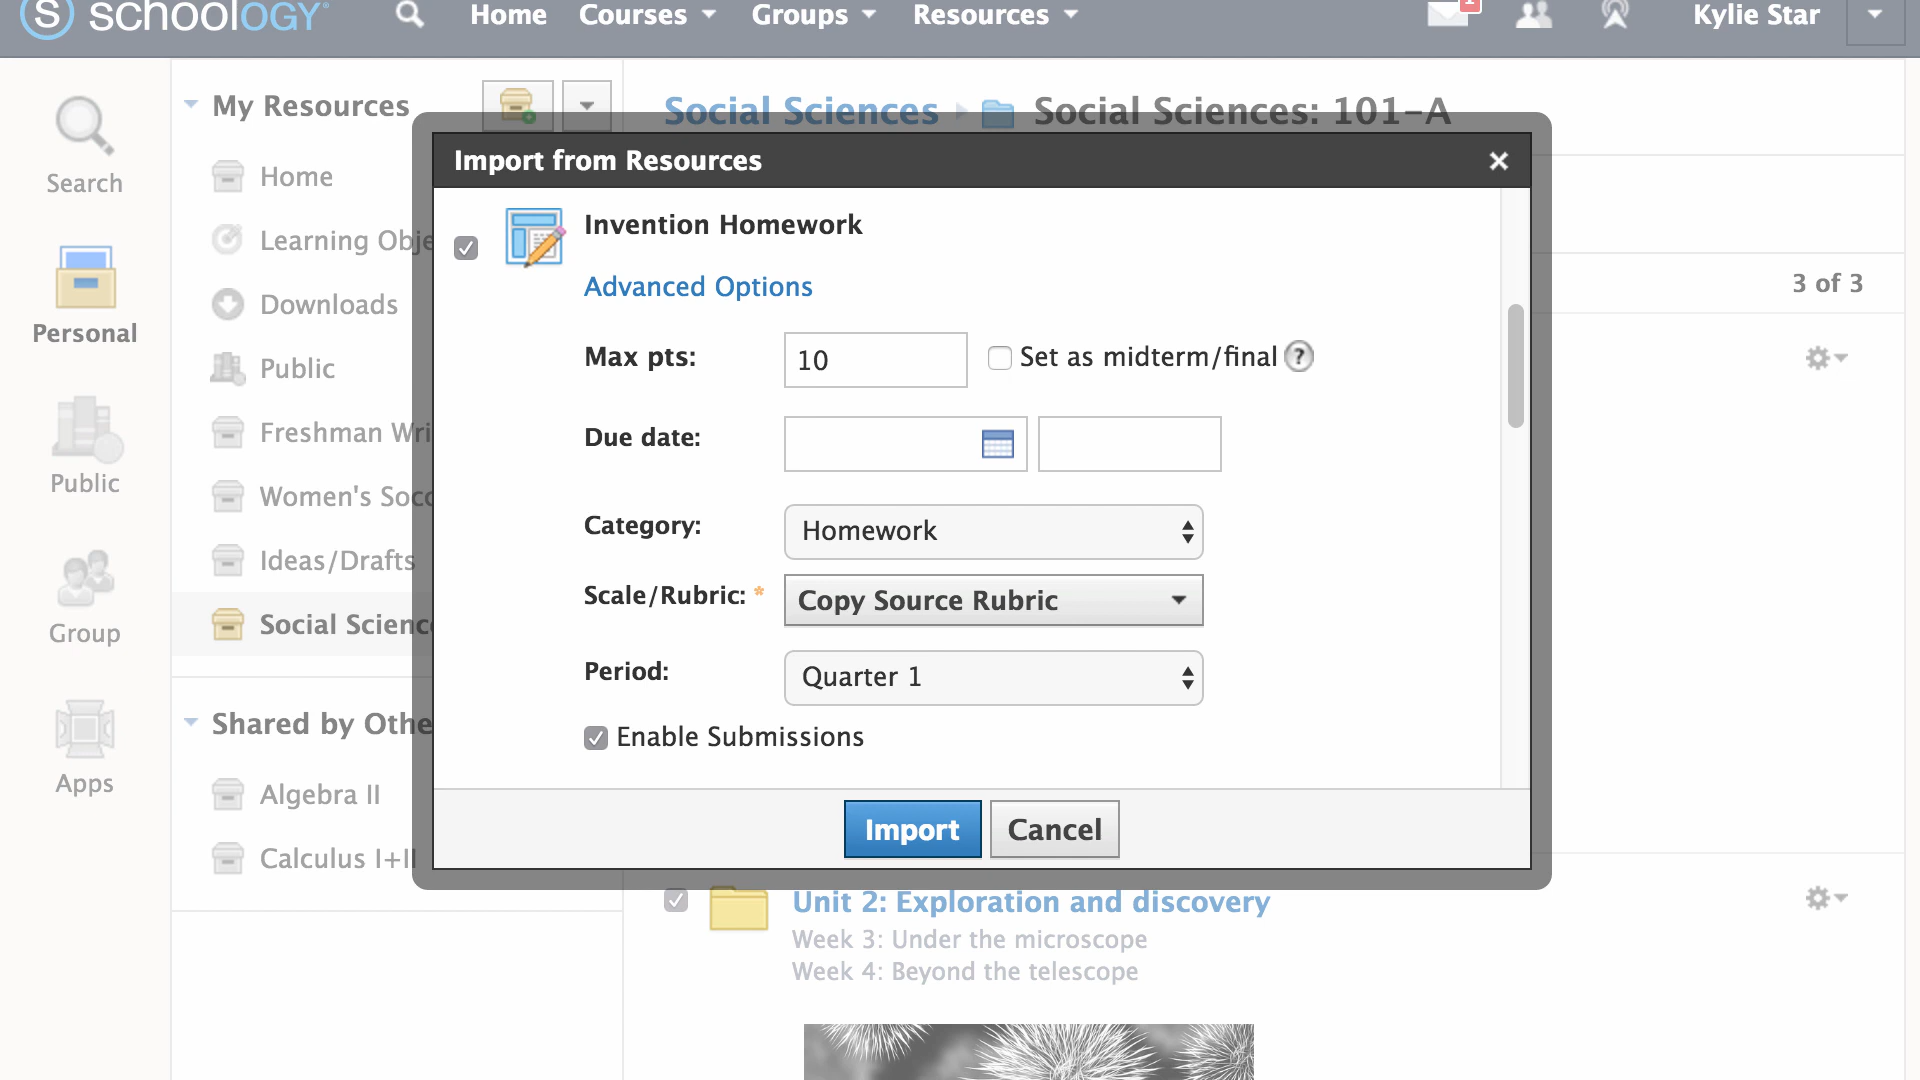 schoology
Home Courses Groups Resources
1
Kylie Star
Search
Personal
Public
Group
Apps
My Resources
Home
Learning Obje
Downloads
Public
Freshman Wri
Women's Socc
Ideas/Drafts
Social Scienc
Shared by Othe
Algebra II
Calculus I+II
Social Sciences Social Sciences: 101-A
3 of 3
Import from Resources
Invention Homework
Advanced Options
Max pts: 10 Set as midterm/final ?
Due date:
Category: Homework
Scale/Rubric: * Copy Source Rubric
Period: Quarter 1
Enable Submissions
Import Cancel
Unit 2: Exploration and discovery
Week 3: Under the microscope
Week 4: Beyond the telescope